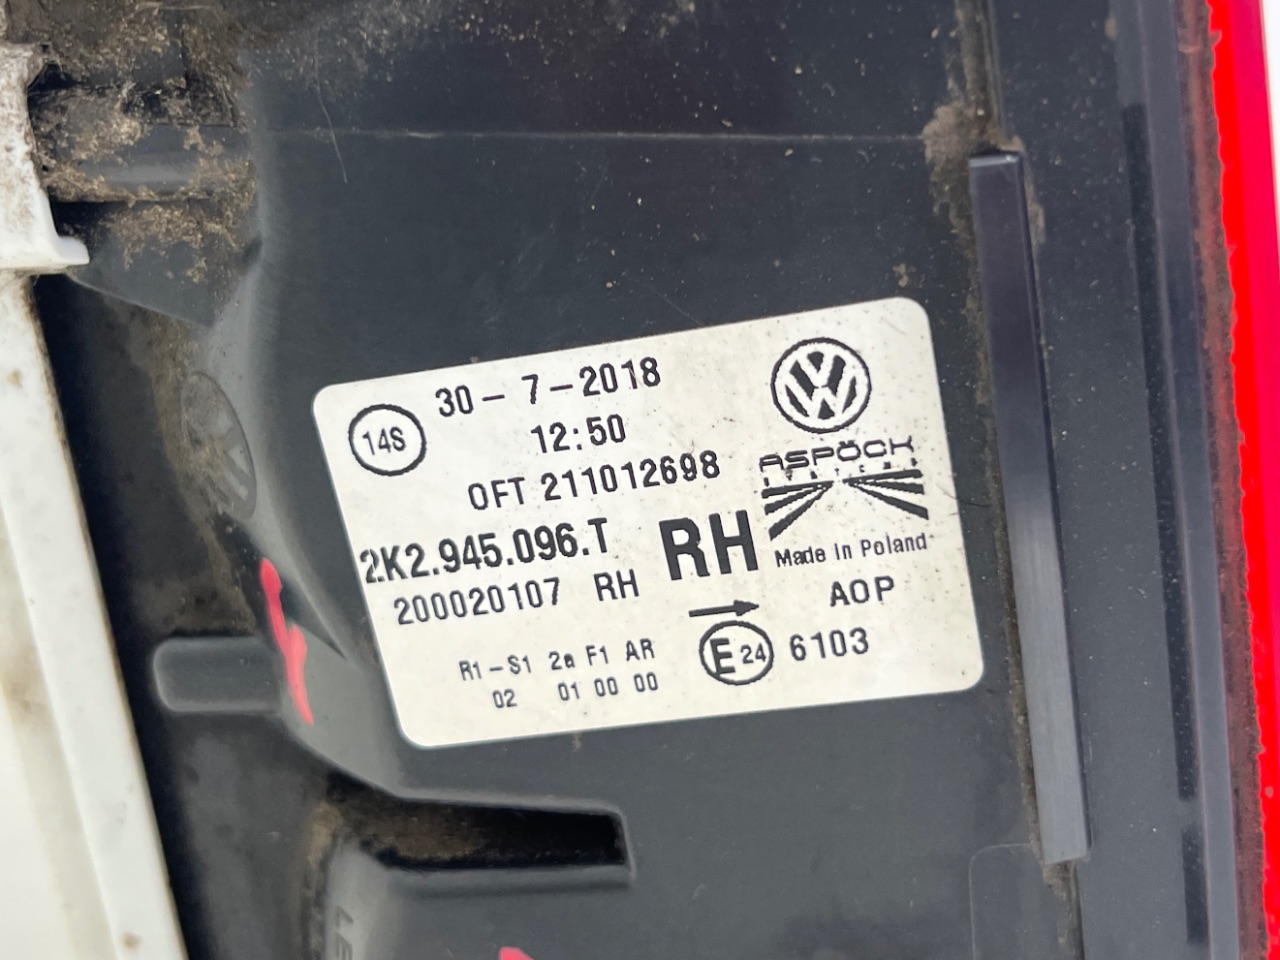 14S
30-7-2018
12:50
OFT 211012698
2K2.945.096.T
200020107 RH
RH
ASPÖCK
SYSTEMS
Made in Poland
AOP
R1-S1 2a F1 AR
02 01 00 00
E24 6103